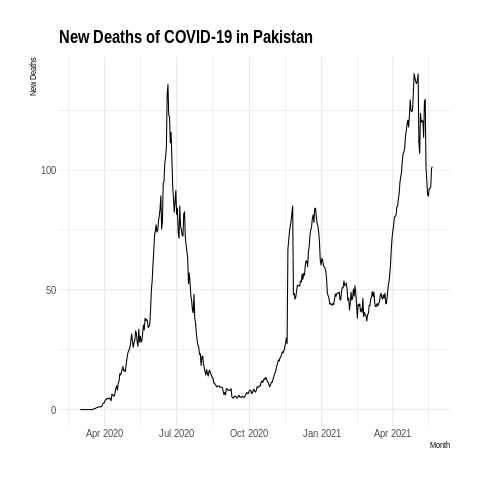 New Deaths of COVID-19 in Pakistan
New Deaths
100
50
0
Apr 2020 Jul 2020 Oct 2020 Jan 2021 Apr 2021
Month